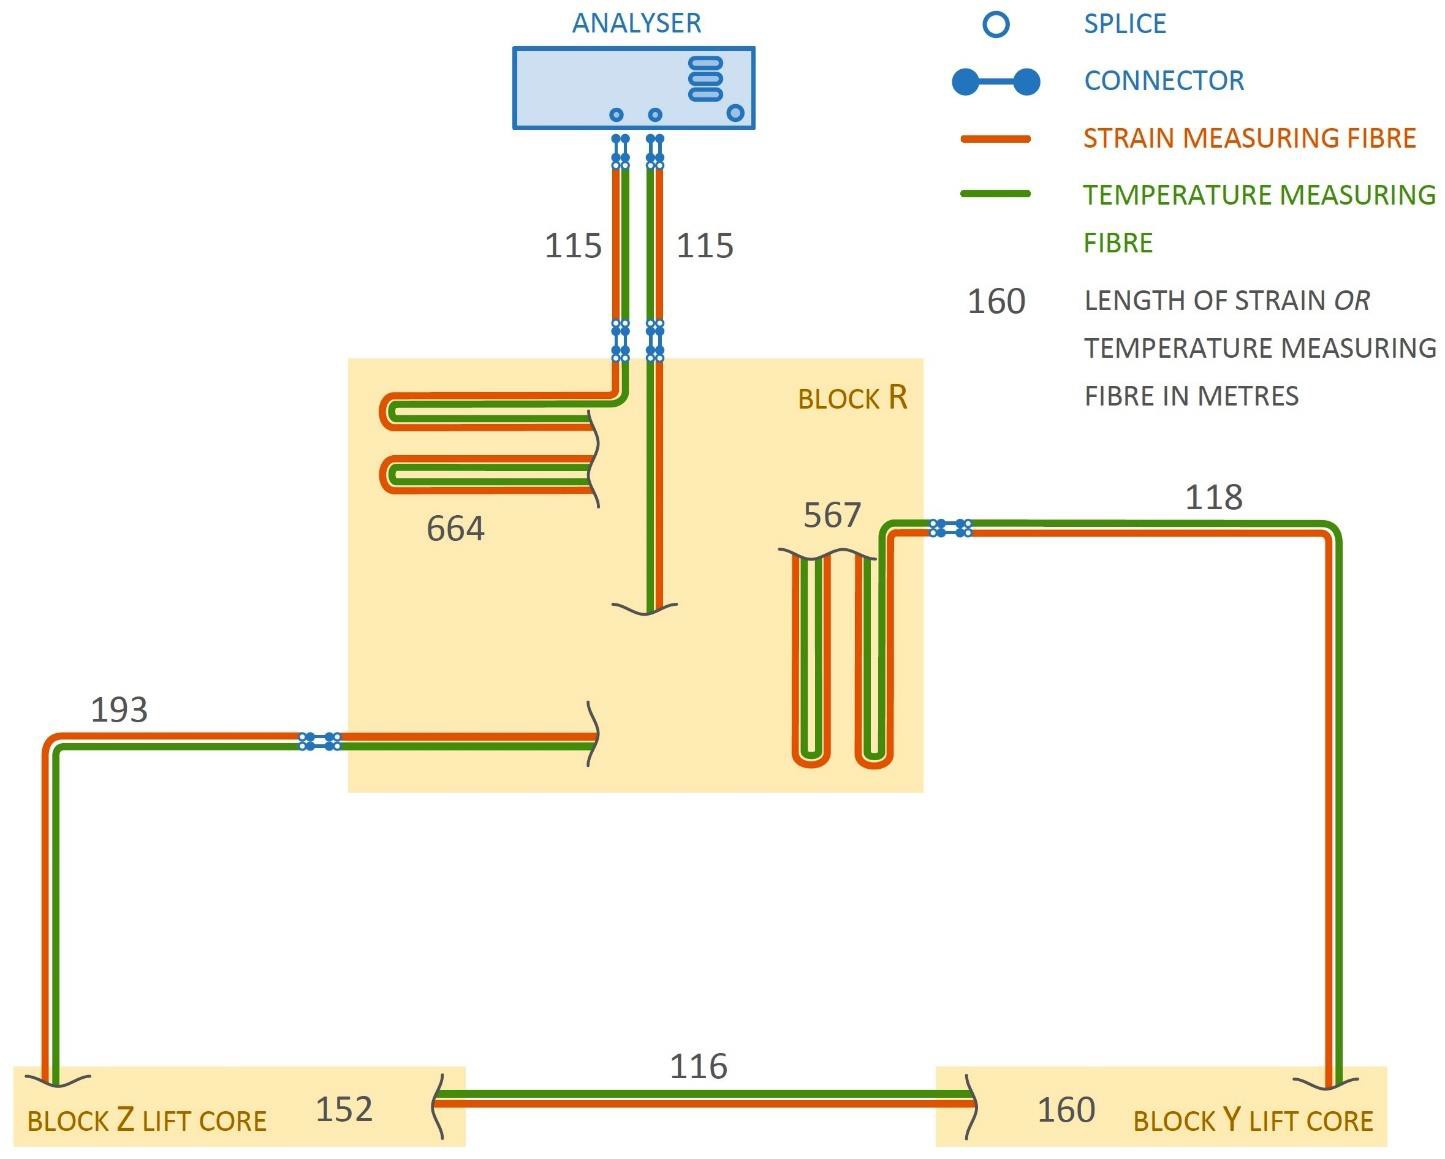 ANALYSER
SPLICE
CONNECTOR
STRAIN MEASURING FIBRE
TEMPERATURE MEASURING
FIBRE
115
115
160
LENGTH OF STRAIN OR
TEMPERATURE MEASURING
FIBRE IN METRES
BLOCK R
664
567
118
193
116
BLOCK Z LIFT CORE
152
160
BLOCK Y LIFT CORE